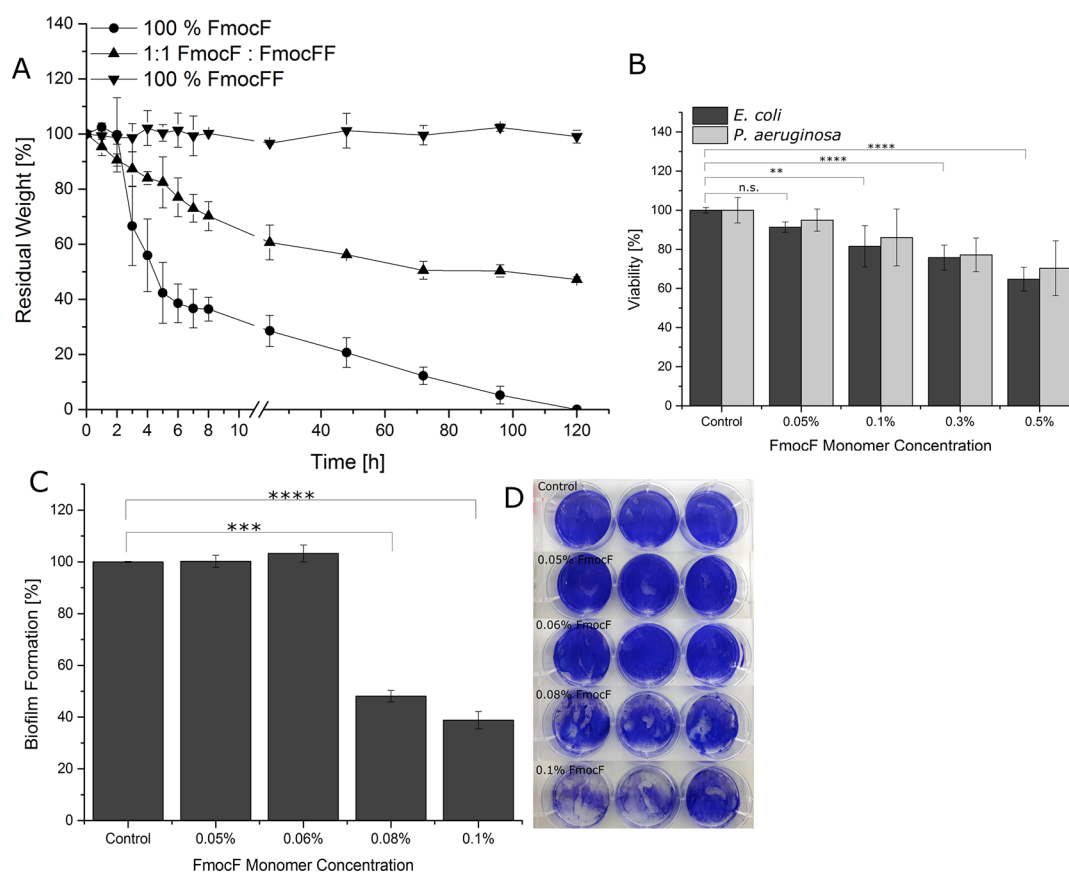 A
140
120
100
80
60
40
20
0
Residual Weight [%]
100 % FmocF
1:1 FmocF : FmocFF
100 % FmocFF
0 2 4 6 8 10 40 60 80 100 120
Time [h]
B
E. coli
P. aeruginosa
160
140
120
100
80
60
40
20
0
Viability [%]
****
****
**
n.s.
Control 0.05% 0.1% 0.3% 0.5%
FmocF Monomer Concentration
C
120
100
80
60
40
20
0
Biofilm Formation [%]
****
***
Control 0.05% 0.06% 0.08% 0.1%
FmocF Monomer Concentration
D
Control
0.05% FmocF
0.06% FmocF
0.08% FmocF
0.1% FmocF